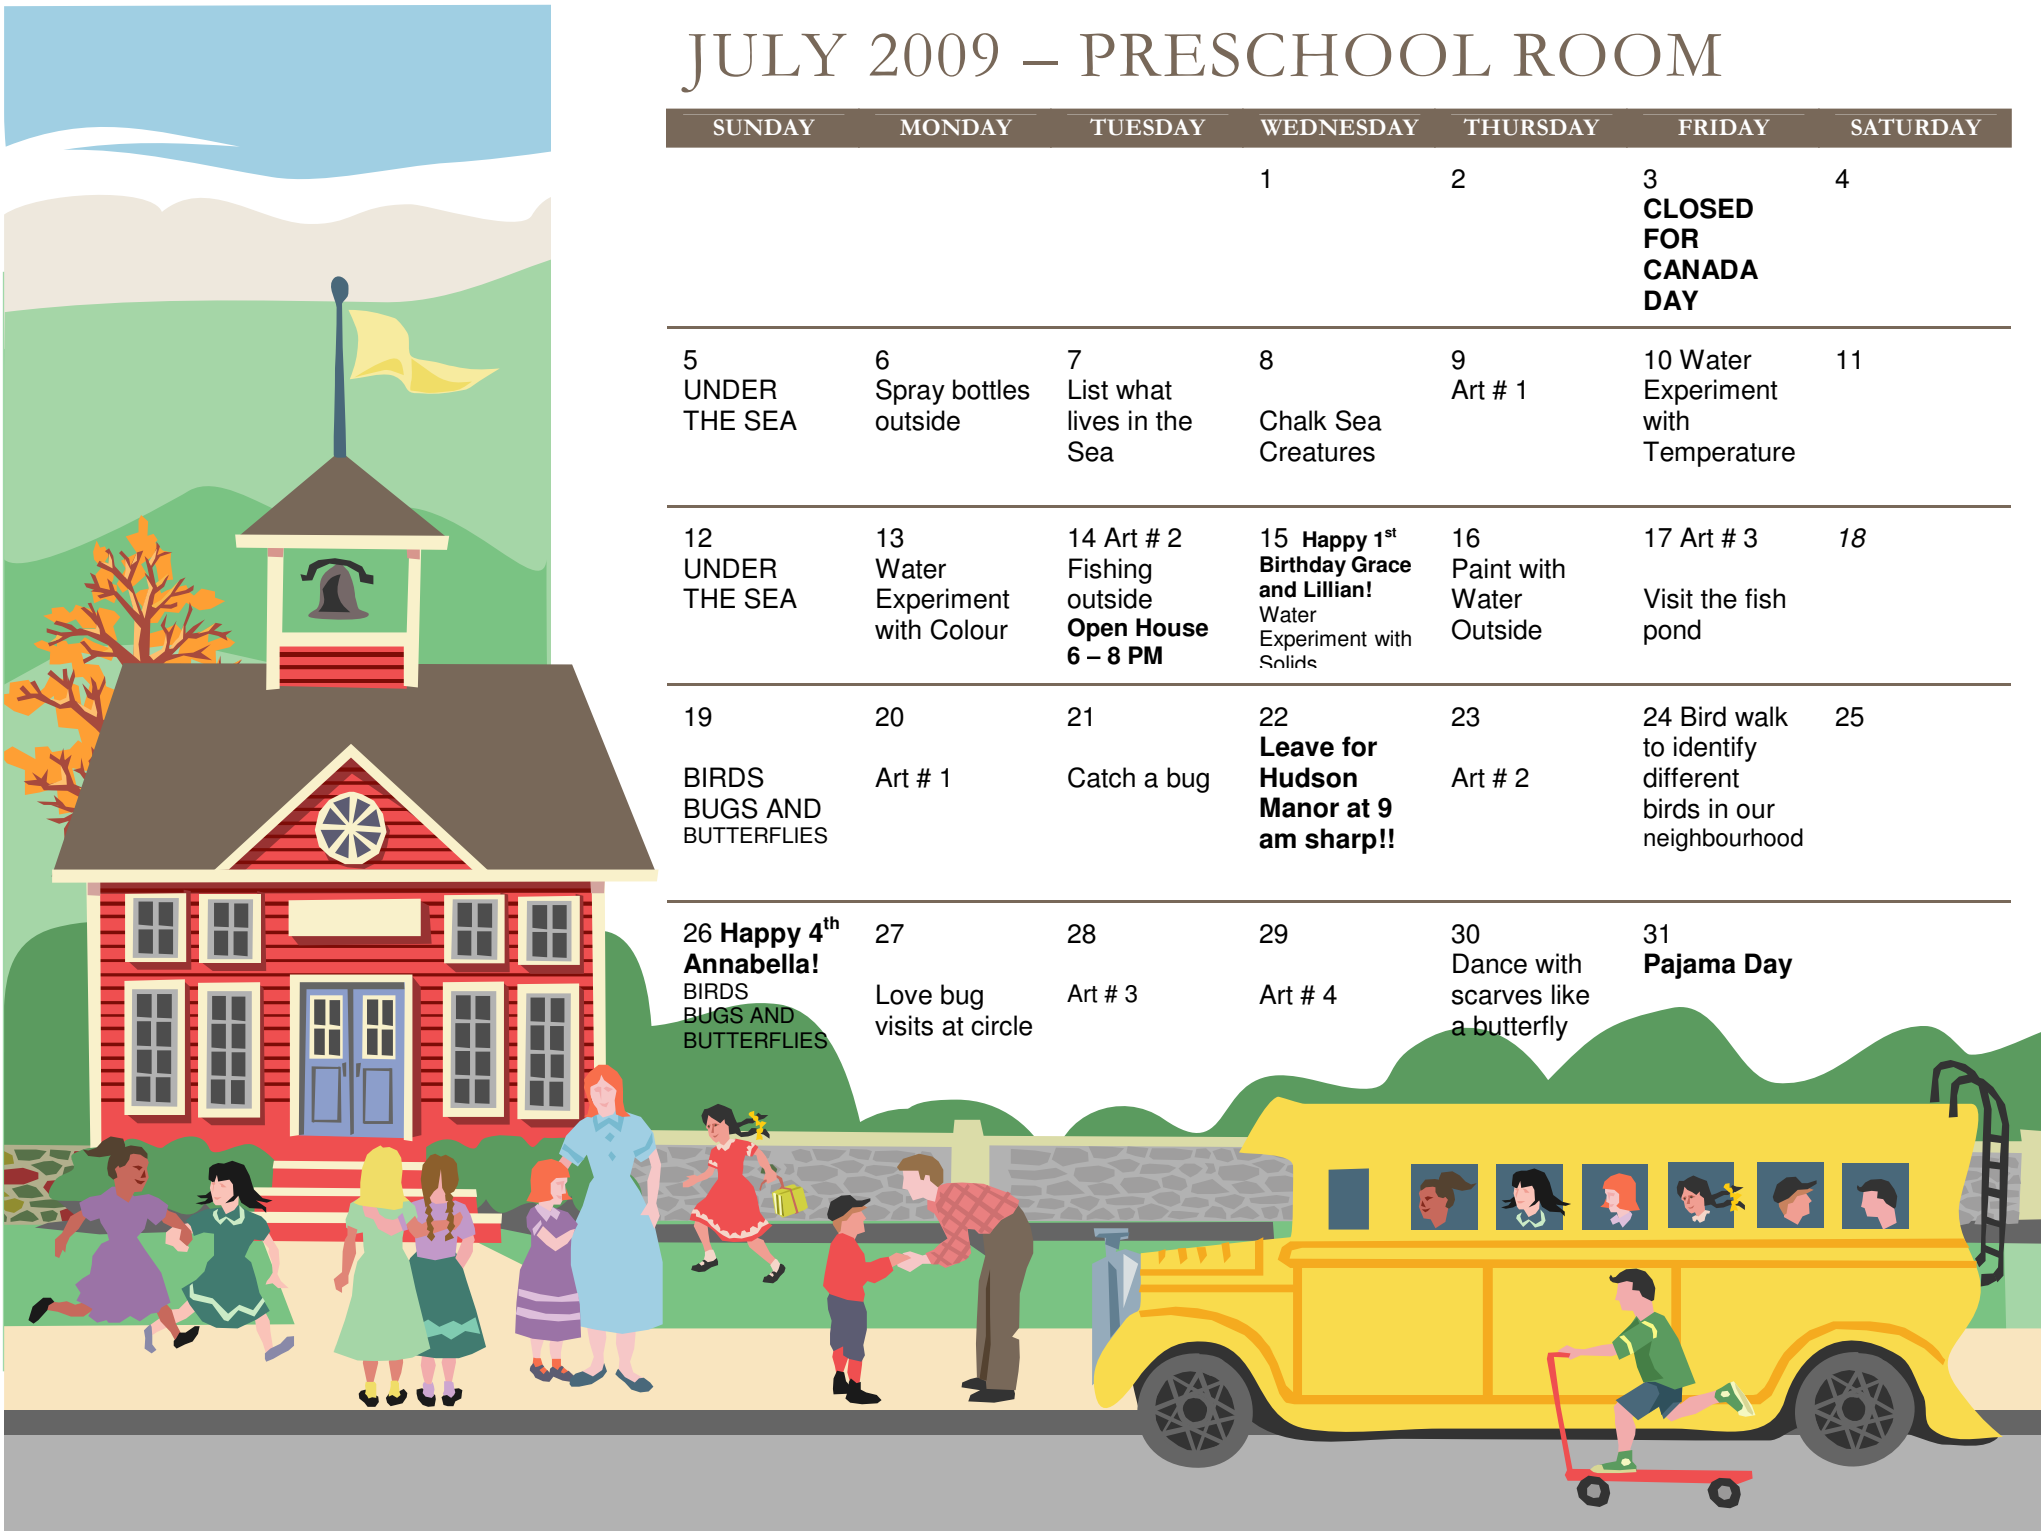 JULY 2009 – PRESCHOOL ROOM
SUNDAY MONDAY TUESDAY WEDNESDAY THURSDAY FRIDAY SATURDAY
1
2
3
CLOSED
FOR
CANADA
DAY
4
5
UNDER
THE SEA
6
Spray bottles
outside
7
List what
lives in the
Sea
8
Chalk Sea
Creatures
9
Art # 1
10 Water
Experiment
with
Temperature
11
12
UNDER
THE SEA
13
Water
Experiment
with Colour
14 Art # 2
Fishing
outside
Open House
6 – 8 PM
15 Happy 1st
Birthday Grace
and Lillian!
Water
Experiment with
Solids
16
Paint with
Water
Outside
17 Art # 3
Visit the fish
pond
18
19
BIRDS
BUGS AND
BUTTERFLIES
20
Art # 1
21
Catch a bug
22
Leave for
Hudson
Manor at 9
am sharp!!
23
Art # 2
24 Bird walk
to identify
different
birds in our
neighbourhood
25
26 Happy 4th
Annabella!
BIRDS
BUGS AND
BUTTERFLIES
27
Love bug
visits at circle
28
Art # 3
29
Art # 4
30
Dance with
scarves like
a butterfly
31
Pajama Day